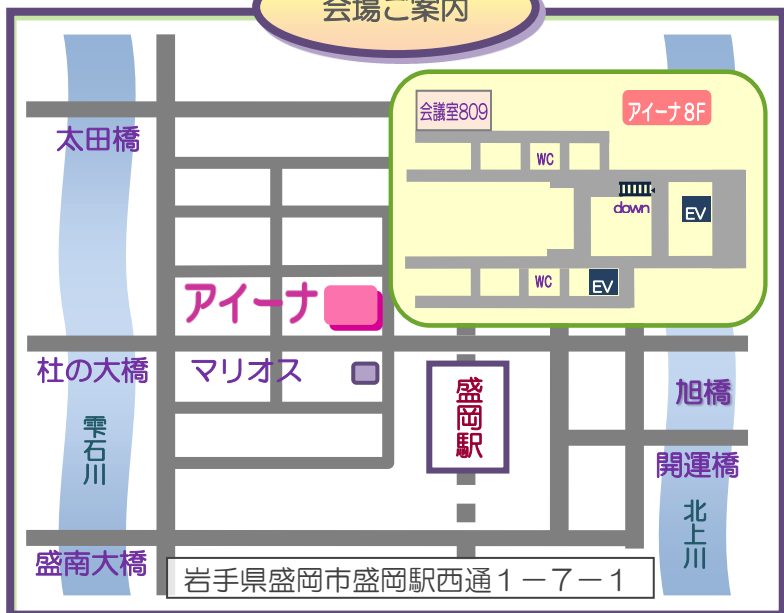 会場ご案内
太田橋
会議室809
アイーナ8F
WC
down
EV
WC
EV
アイーナ
杜の大橋
マリオス
盛岡駅
旭橋
雫石川
開運橋
北上川
盛南大橋
岩手県盛岡市盛岡駅西通１－７－１